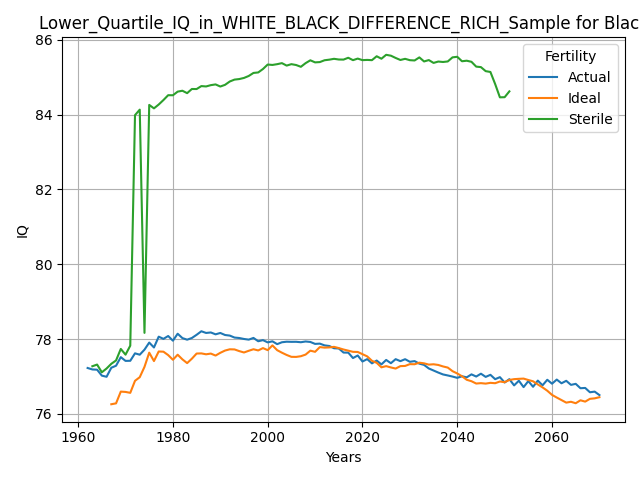 Lower_Quartile_IQ_in_WHITE_BLACK_DIFFERENCE_RICH_Sample for Blac
86
84
82
80
78
76
IQ
Fertility
Actual
Ideal
Sterile
1960 1980 2000 2020 2040 2060
Years